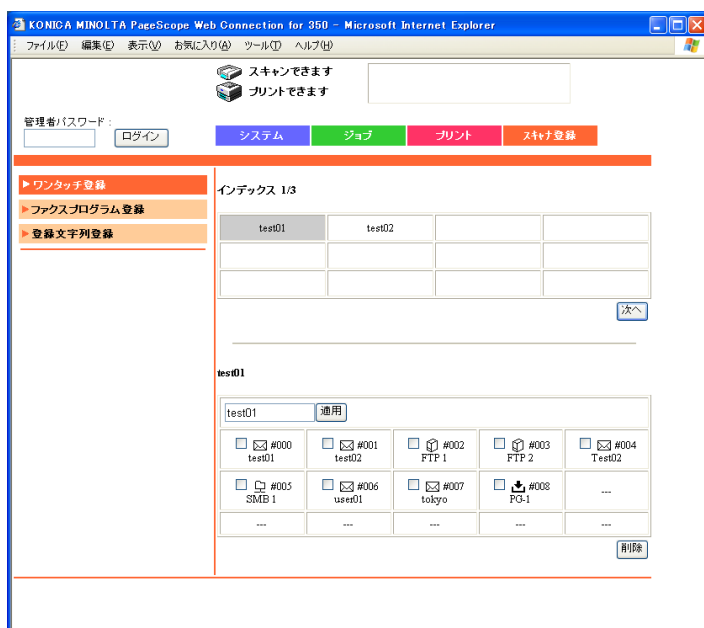 KONICA MINOLTA PageScope Web Connection for 350 - Microsoft Internet Explorer
ファイル(F) 編集(E) 表示(V) お気に入り(A) ツール(T) ヘルプ(H)
スキャンできます
プリントできます
管理者パスワード:
ログイン
システム ジョブ プリント スキャナ登録
▶ワンタッチ登録
▶ファクスプログラム登録
▶登録文字列登録
インデックス 1/3
test01 test02
次へ
test01
test01 適用
#000 #001 #002 #003 #004
test01 test02 FTP 1 FTP 2 Test02
#005 #006 #007 #008 ---
SMB 1 user01 tokyo PG-1
--- --- --- --- ---
削除